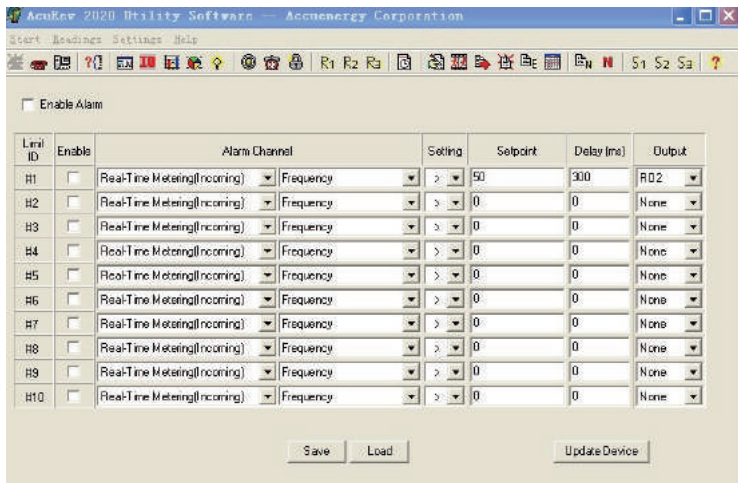 AcuRev 2020 Utility Software -- Accuenergy Corporation
Start Readings Settings Help
R1 R2 R3 S1 S2 S3 ?
Enable Alarm
Limit ID Enable Alarm Channel Setting Setpoint Delay (ms) Output
#1 Real-Time Metering(Incoming) Frequency > 50 300 RO2
#2 Real-Time Metering(Incoming) Frequency > 0 0 None
#3 Real-Time Metering(Incoming) Frequency > 0 0 None
#4 Real-Time Metering(Incoming) Frequency > 0 0 None
#5 Real-Time Metering(Incoming) Frequency > 0 0 None
#6 Real-Time Metering(Incoming) Frequency > 0 0 None
#7 Real-Time Metering(Incoming) Frequency > 0 0 None
#8 Real-Time Metering(Incoming) Frequency > 0 0 None
#9 Real-Time Metering(Incoming) Frequency > 0 0 None
#10 Real-Time Metering(Incoming) Frequency > 0 0 None
Save Load Update Device